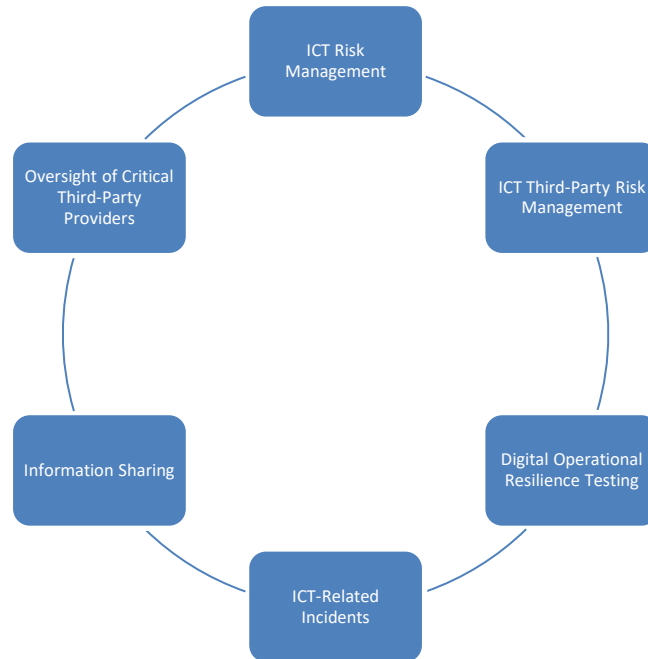 ICT Risk
Management
ICT Third-Party Risk
Management
Digital Operational
Resilience Testing
ICT-Related
Incidents
Information Sharing
Oversight of Critical
Third-Party
Providers